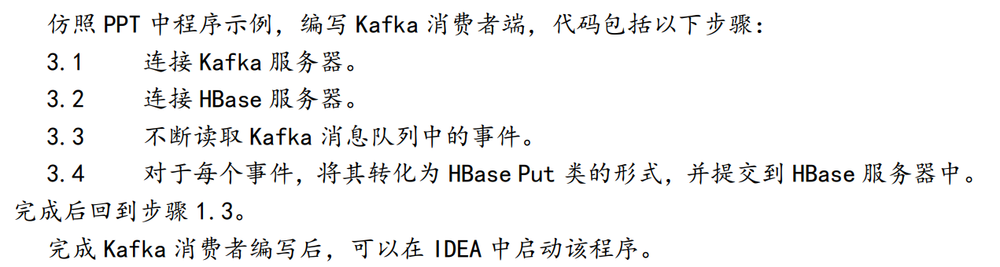 仿照 PPT 中程序示例，编写 Kafka 消费者端，代码包括以下步骤：
3.1 连接 Kafka 服务器。
3.2 连接 HBase 服务器。
3.3 不断读取 Kafka 消息队列中的事件。
3.4 对于每个事件，将其转化为 HBase Put 类的形式，并提交到 HBase 服务器中。
完成后回到步骤 1.3。
完成 Kafka 消费者编写后，可以在 IDEA 中启动该程序。